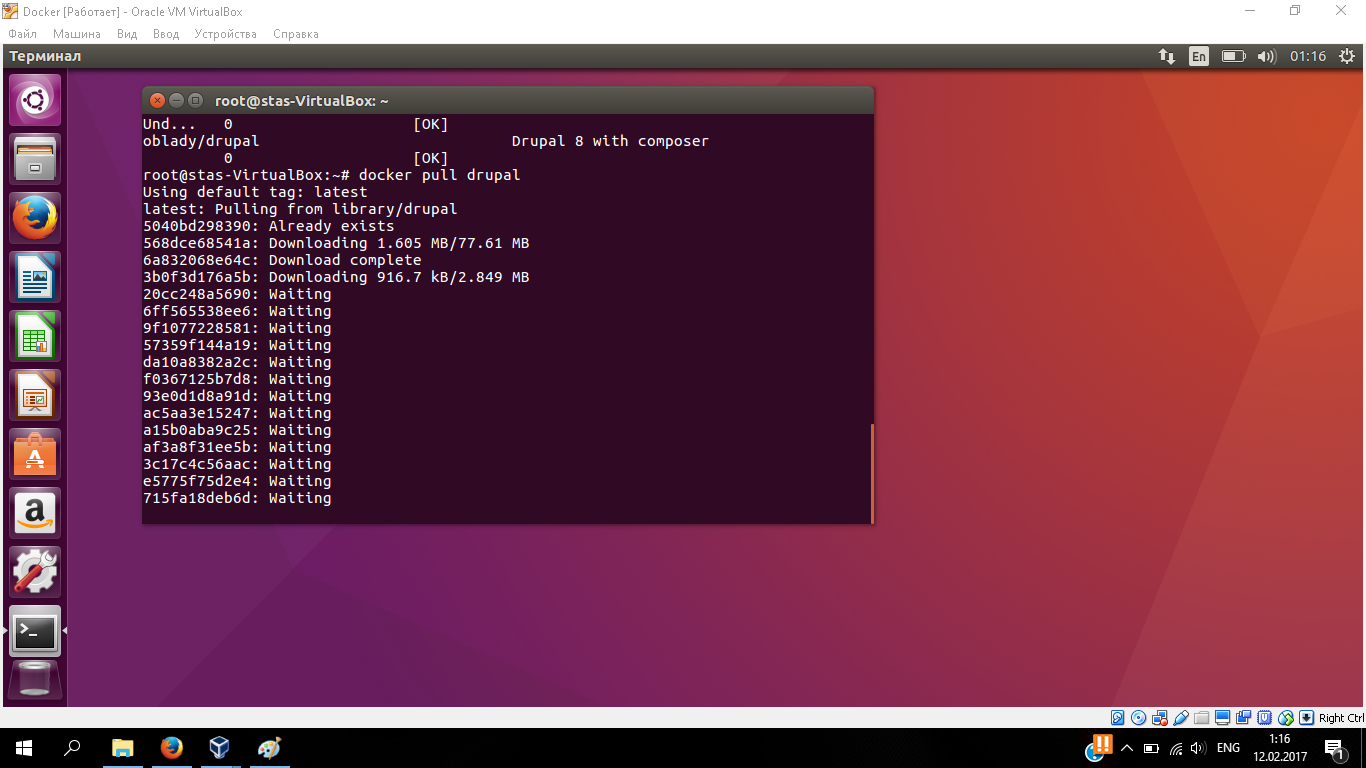 Docker [Работает] - Oracle VM VirtualBox
Файл Машина Вид Ввод Устройства Справка
Терминал En 01:16
root@stas-VirtualBox: ~
Und... 0 [OK]
oblady/drupal Drupal 8 with composer
0 [OK]
root@stas-VirtualBox:~# docker pull drupal
Using default tag: latest
latest: Pulling from library/drupal
5040bd298390: Already exists
568dce68541a: Downloading 1.605 MB/77.61 MB
6a832068e64c: Download complete
3b0f3d176a5b: Downloading 916.7 kB/2.849 MB
20cc248a5690: Waiting
6ff565538ee6: Waiting
9f1077228581: Waiting
57359f144a19: Waiting
da10a8382a2c: Waiting
f0367125b7d8: Waiting
93e0d1d8a91d: Waiting
ac5aa3e15247: Waiting
a15b0aba9c25: Waiting
af3a8f31ee5b: Waiting
3c17c4c56aac: Waiting
e5775f75d2e4: Waiting
715fa18deb6d: Waiting
Right Ctrl
ENG
1:16
12.02.2017
1